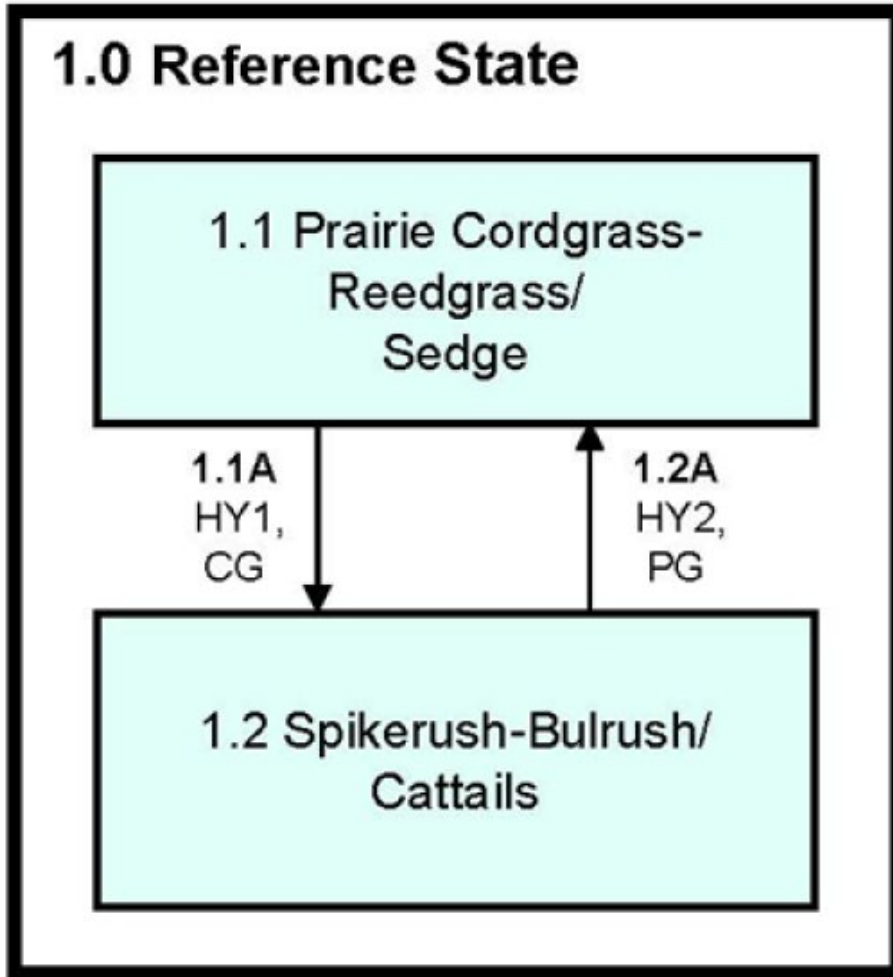 1.0 Reference State
1.1 Prairie Cordgrass-
Reedgrass/
Sedge
1.1A
HY1,
CG
1.2A
HY2,
PG
1.2 Spikerush-Bulrush/
Cattails